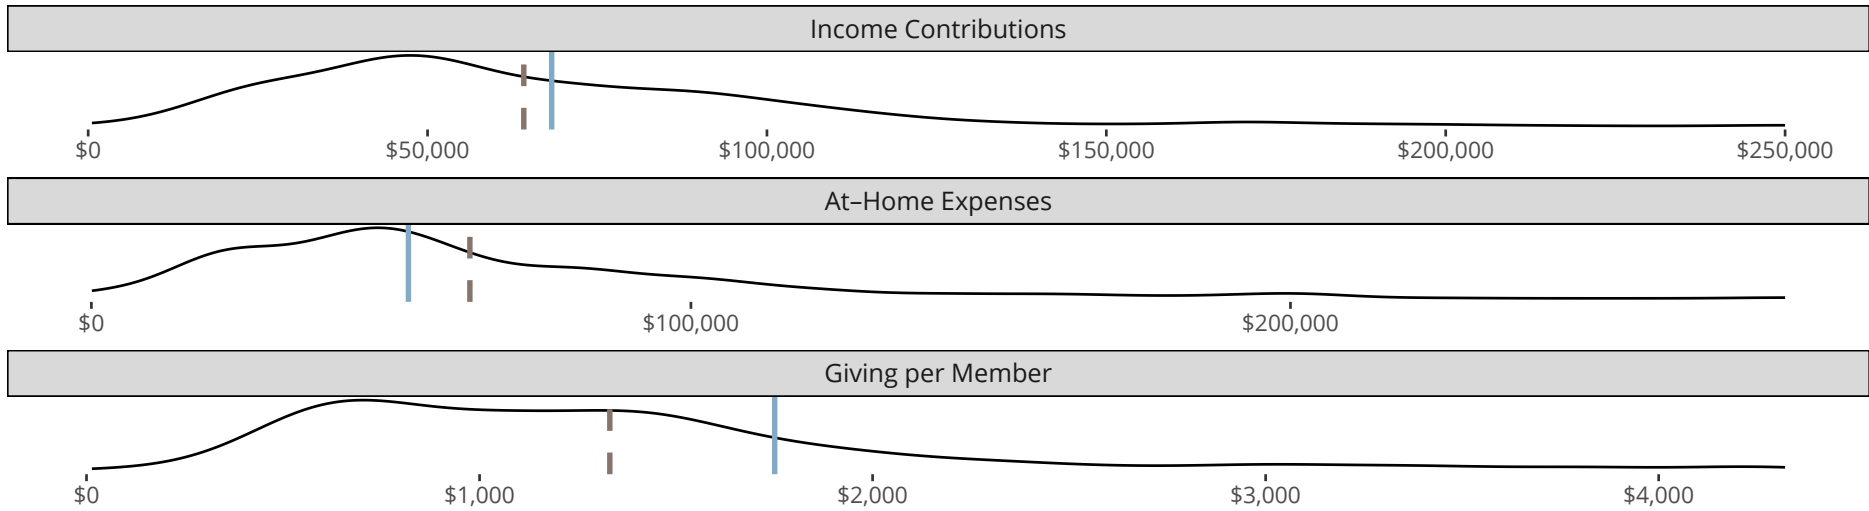 Income Contributions
$0 $50,000 $100,000 $150,000 $200,000 $250,000
At–Home Expenses
$0 $100,000 $200,000
Giving per Member
$0 $1,000 $2,000 $3,000 $4,000